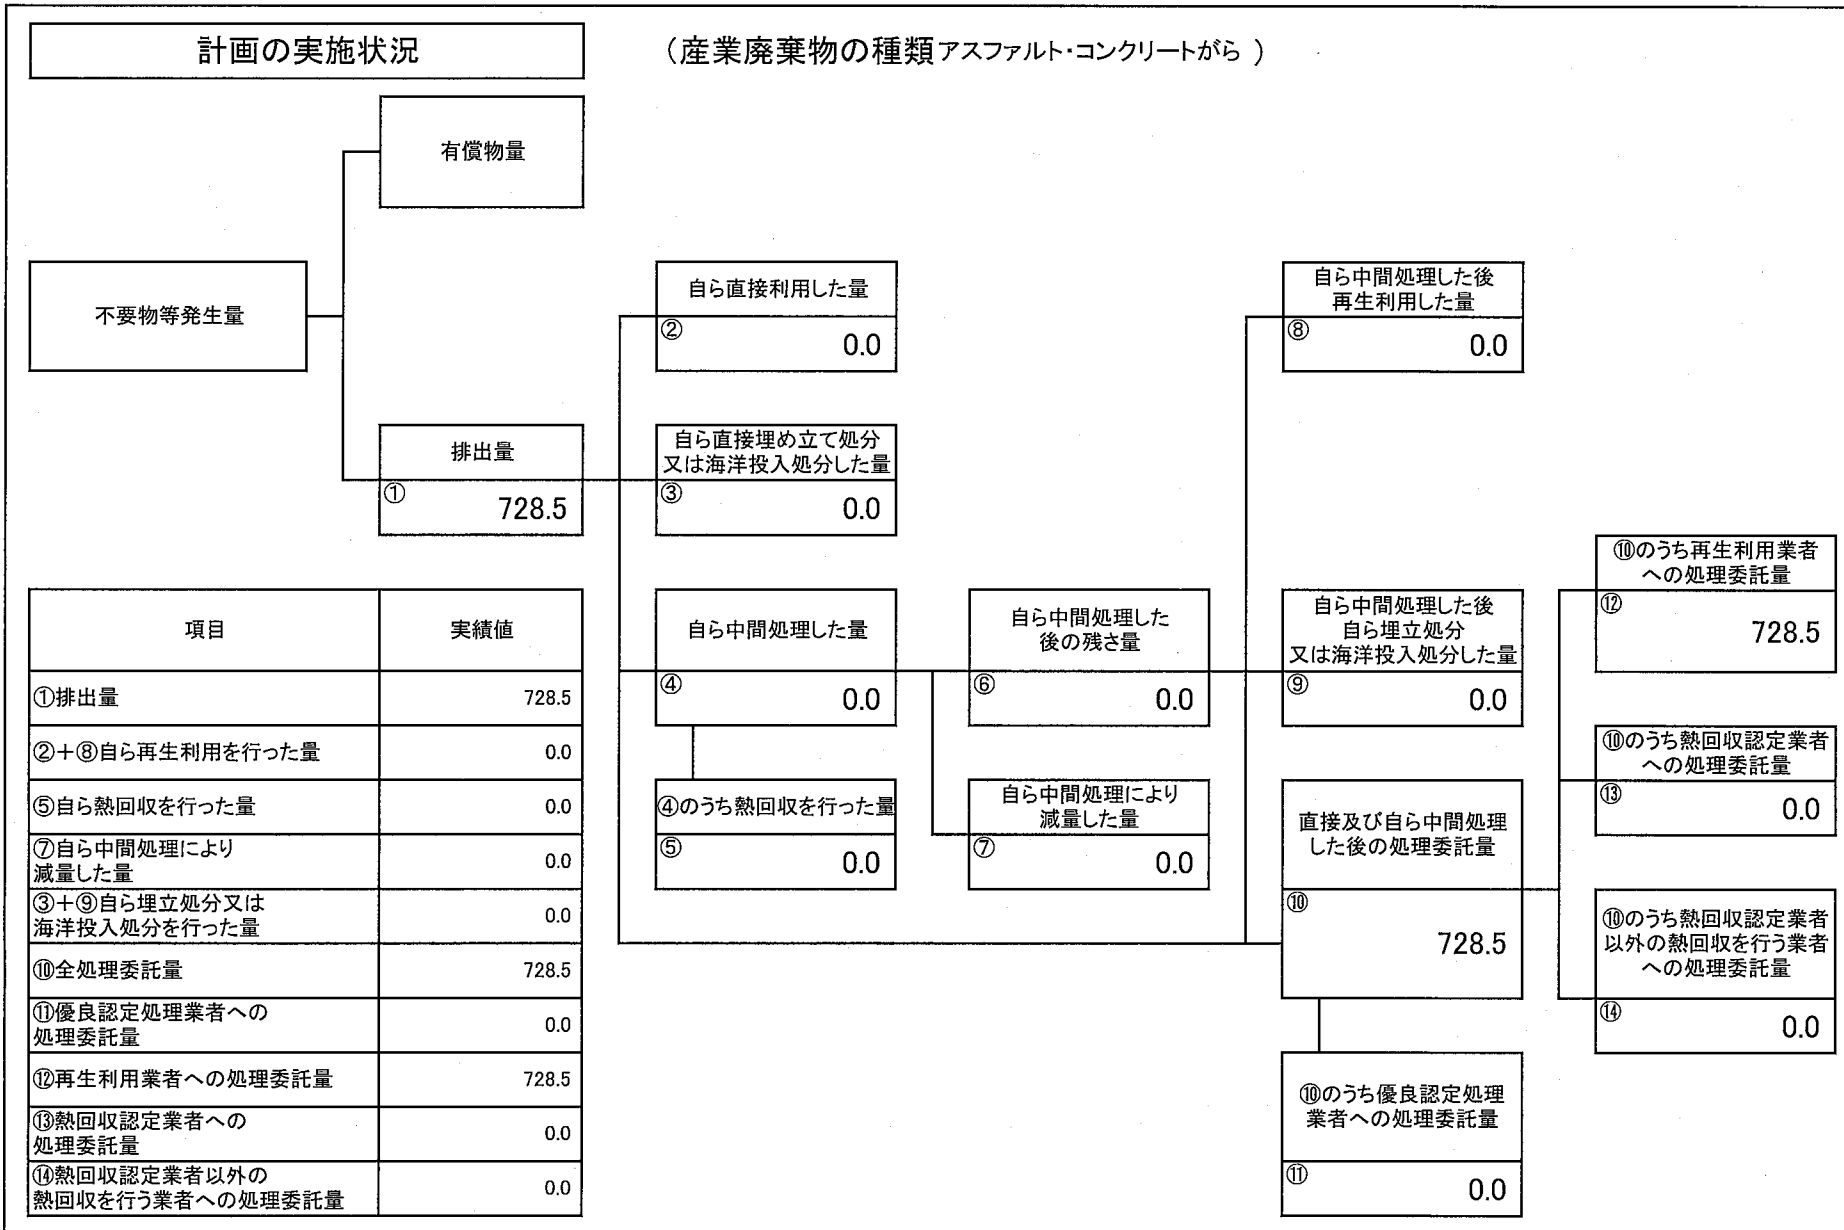 計画の実施状況
（産業廃棄物の種類アスファルト・コンクリートがら ）
有償物量
不要物等発生量
自ら直接利用した量
②
0.0
自ら中間処理した後
再生利用した量
⑧
0.0
排出量
①
728.5
自ら直接埋め立て処分
又は海洋投入処分した量
③
0.0
⑩のうち再生利用業者
への処理委託量
⑫
728.5
自ら中間処理した量
④
0.0
自ら中間処理した
後の残さ量
⑥
0.0
自ら中間処理した後
自ら埋立処分
又は海洋投入処分した量
⑨
0.0
⑩のうち熱回収認定業者
への処理委託量
⑬
0.0
④のうち熱回収を行った量
⑤
0.0
自ら中間処理により
減量した量
⑦
0.0
直接及び自ら中間処理
した後の処理委託量
⑩
728.5
⑩のうち熱回収認定業者
以外の熱回収を行う業者
への処理委託量
⑭
0.0
⑩のうち優良認定処理
業者への処理委託量
⑪
0.0
項目 実績値
①排出量 728.5
②＋⑧自ら再生利用を行った量 0.0
⑤自ら熱回収を行った量 0.0
⑦自ら中間処理により
減量した量 0.0
③＋⑨自ら埋立処分又は
海洋投入処分を行った量 0.0
⑩全処理委託量 728.5
⑪優良認定処理業者への
処理委託量 0.0
⑫再生利用業者への処理委託量 728.5
⑬熱回収認定業者への
処理委託量 0.0
⑭熱回収認定業者以外の
熱回収を行う業者への処理委託量 0.0